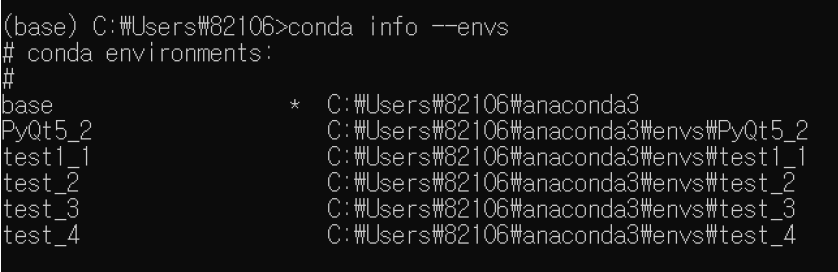 (base) C:₩Users₩82106>conda info --envs
# conda environments:
#
base                  *  C:₩Users₩82106₩anaconda3
PyQt5_2                  C:₩Users₩82106₩anaconda3₩envs₩PyQt5_2
test1_1                  C:₩Users₩82106₩anaconda3₩envs₩test1_1
test_2                   C:₩Users₩82106₩anaconda3₩envs₩test_2
test_3                   C:₩Users₩82106₩anaconda3₩envs₩test_3
test_4                   C:₩Users₩82106₩anaconda3₩envs₩test_4